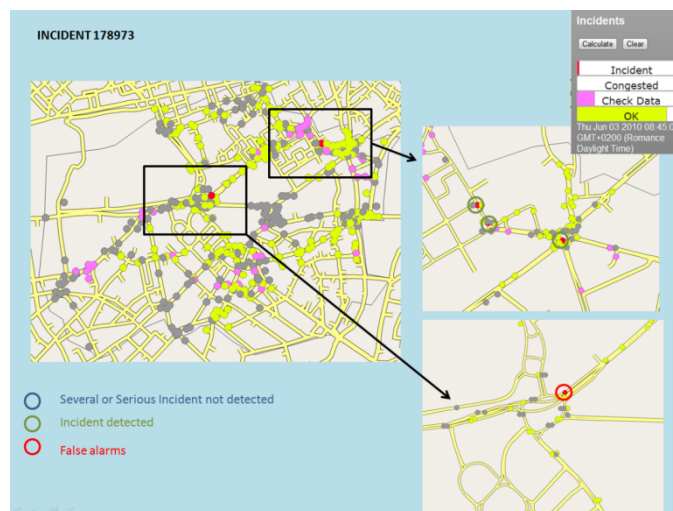 INCIDENT 178973
Incidents
Calculate Clear
Incident
Congested
Check Data
OK
Thu Jun 03 2010 08:45:0
GMT+0200 (Romance
Daylight Time)
Several or Serious Incident not detected
Incident detected
False alarms